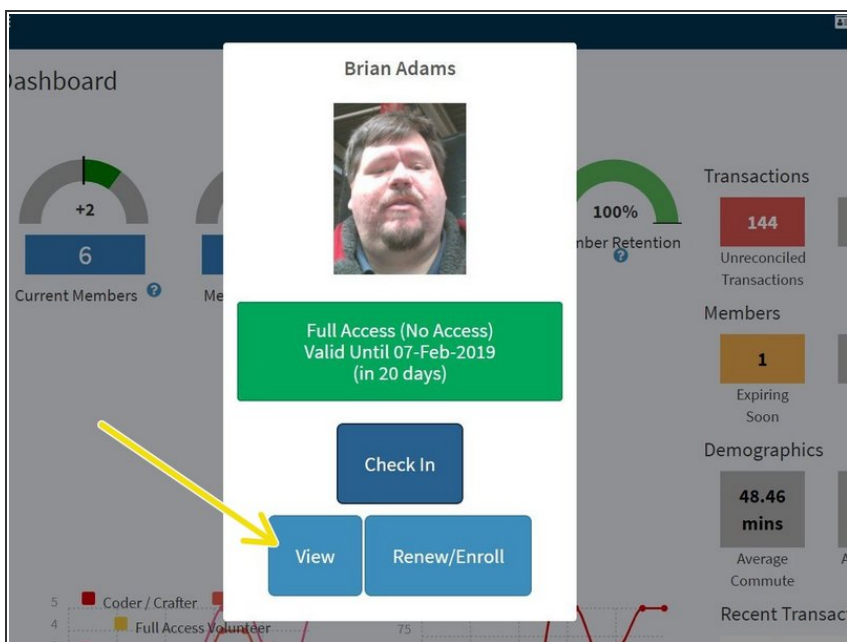 Brian Adams
Dashboard
+2
6
Current Members
Me
100%
mber Retention
Full Access (No Access)
Valid Until 07-Feb-2019
(in 20 days)
Check In
View
Renew/Enroll
Transactions
144
Unreconciled
Transactions
Members
1
Expiring
Soon
Demographics
48.46
mins
Average
Commute
A
Recent Transac
5
Coder / Crafter
4
Full Access Volunteer
75